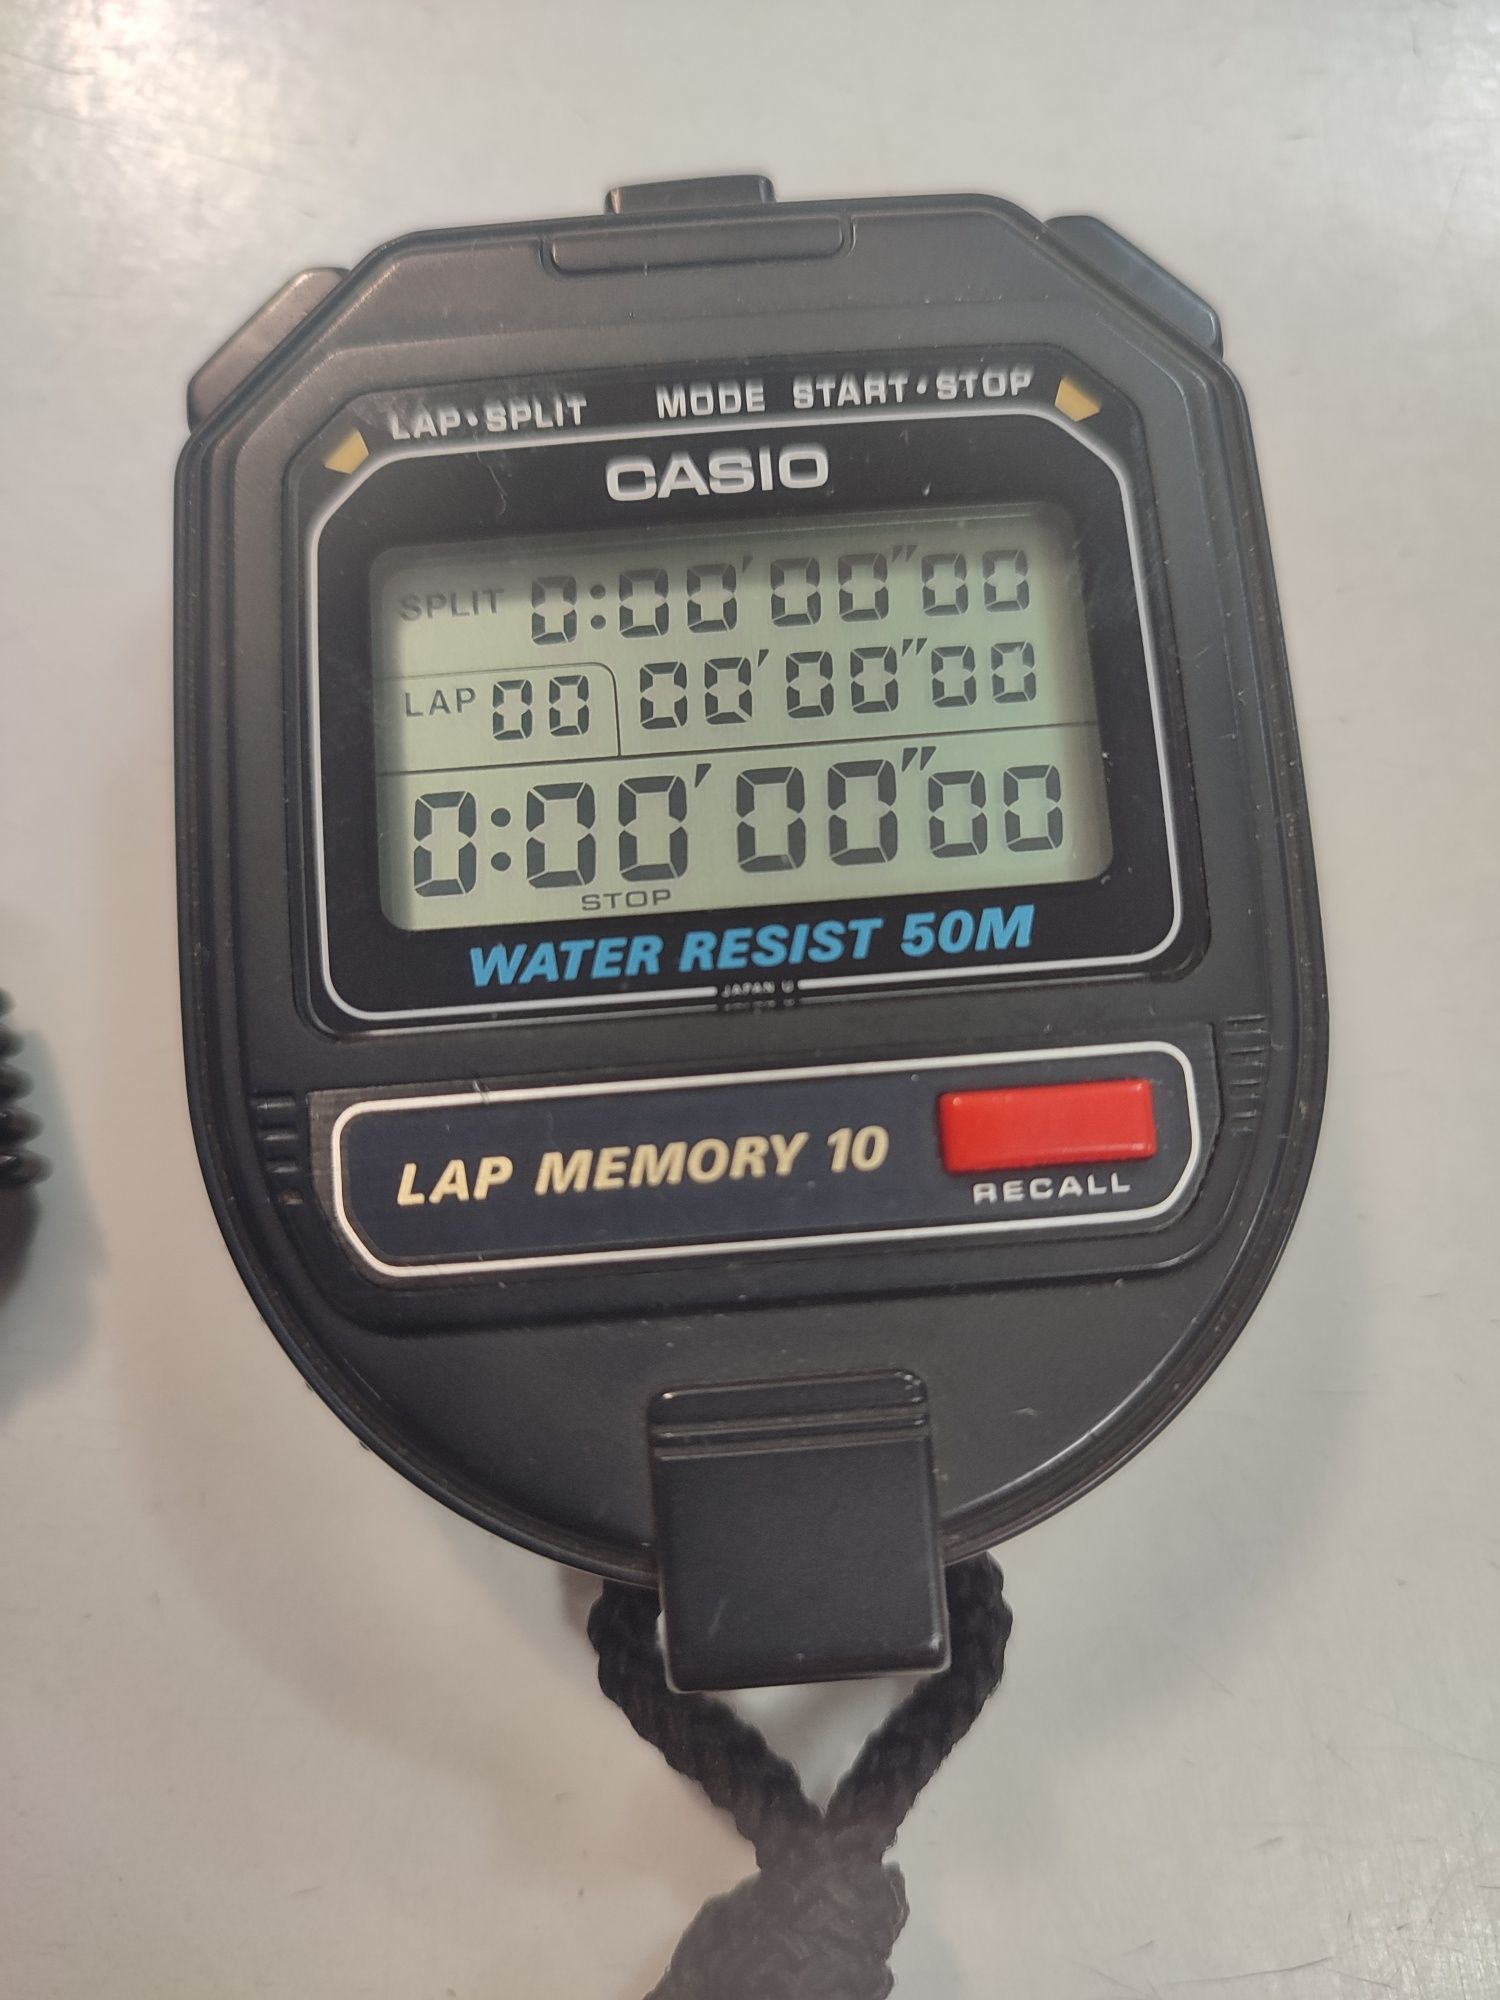 LAP•SPLIT MODE START•STOP
CASIO
SPLIT 0:00'00"00
LAP 00 00'00"00
0:00'00"00
STOP
WATER RESIST 50M
JAPAN U
LAP MEMORY 10
RECALL